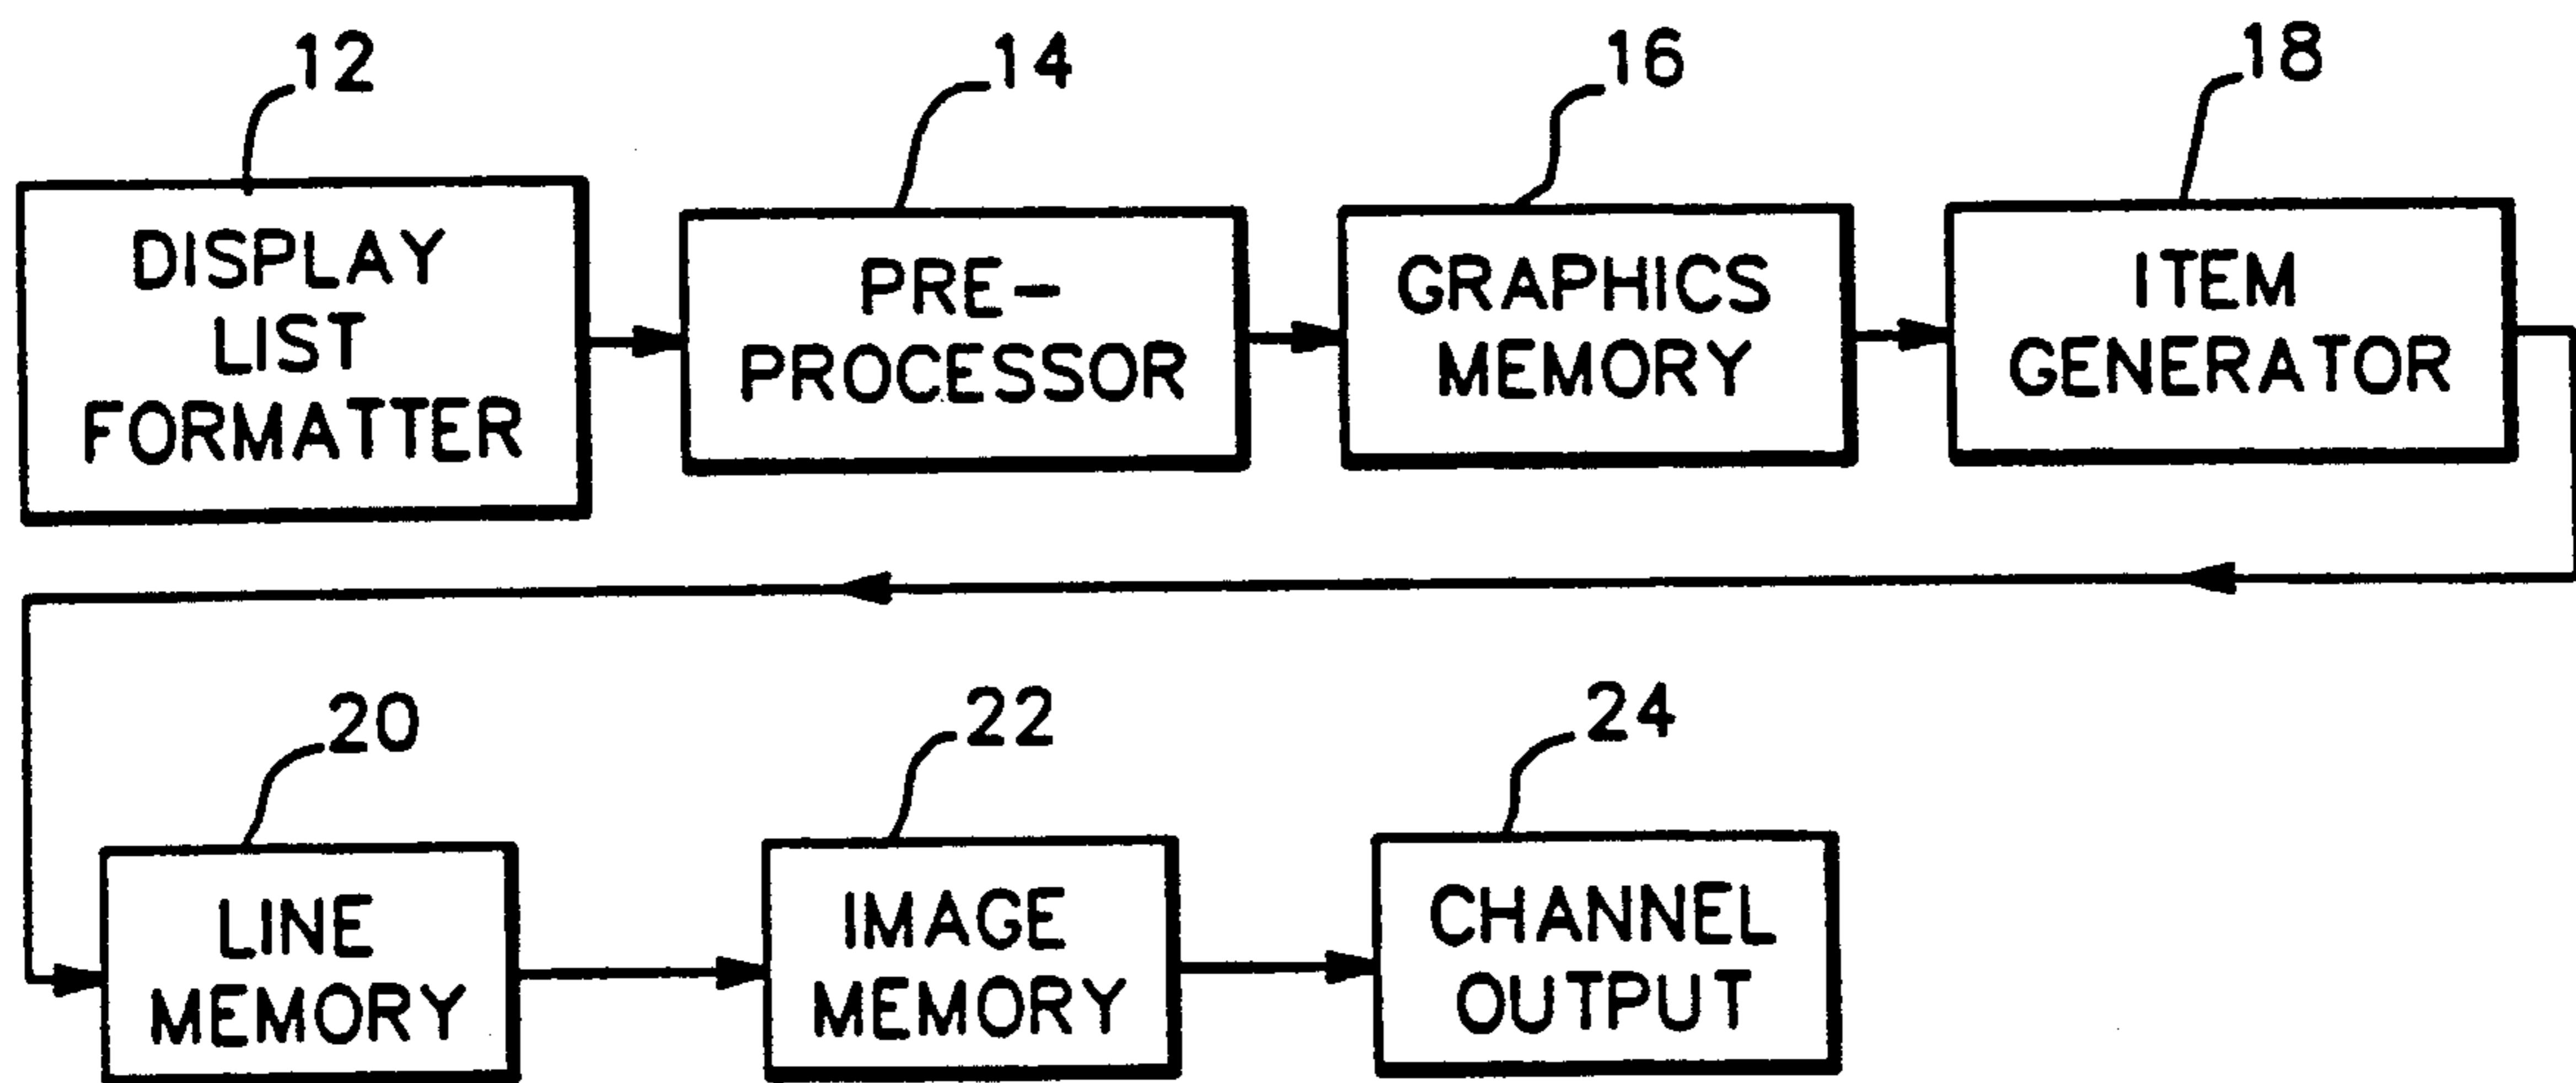 12
14
16
18
DISPLAY
LIST
FORMATTER
PRE-
PROCESSOR
GRAPHICS
MEMORY
ITEM
GENERATOR
20
22
24
LINE
MEMORY
IMAGE
MEMORY
CHANNEL
OUTPUT